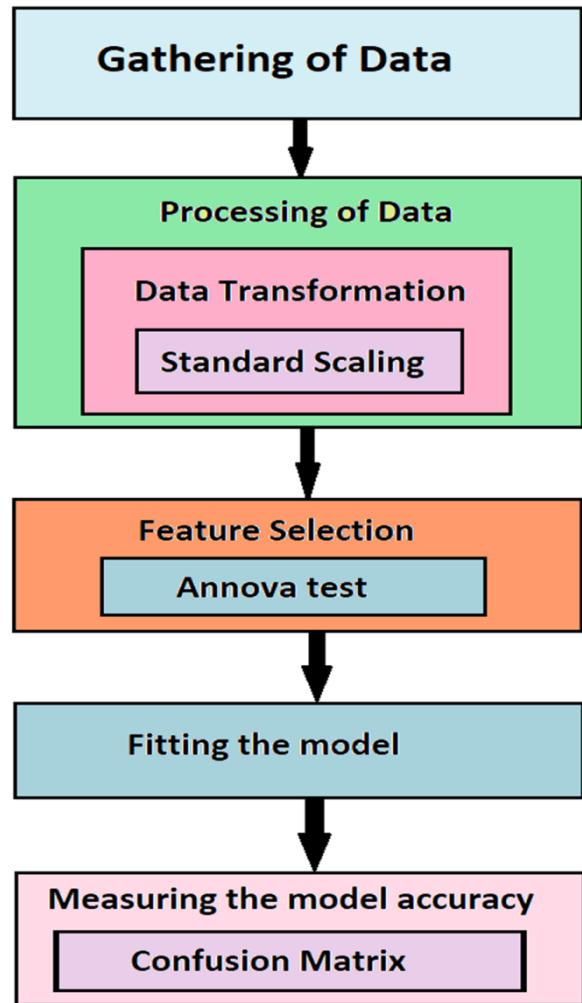 Gathering of Data
Processing of Data
Data Transformation
Standard Scaling
Feature Selection
Annova test
Fitting the model
Measuring the model accuracy
Confusion Matrix